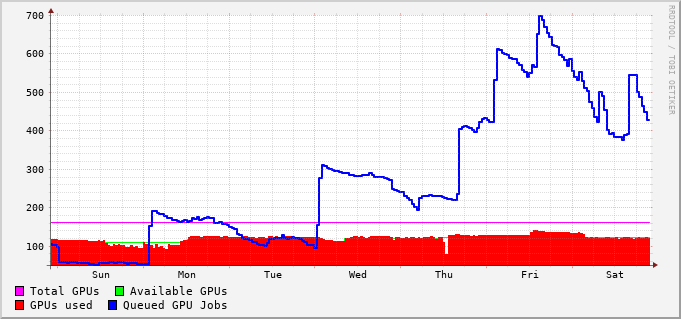 700
600
500
400
300
200
100
Sun Mon Tue Wed Thu Fri Sat
Total GPUs Available GPUs
GPUs used Queued GPU Jobs
RRDTOOL / TOBI OETIKER